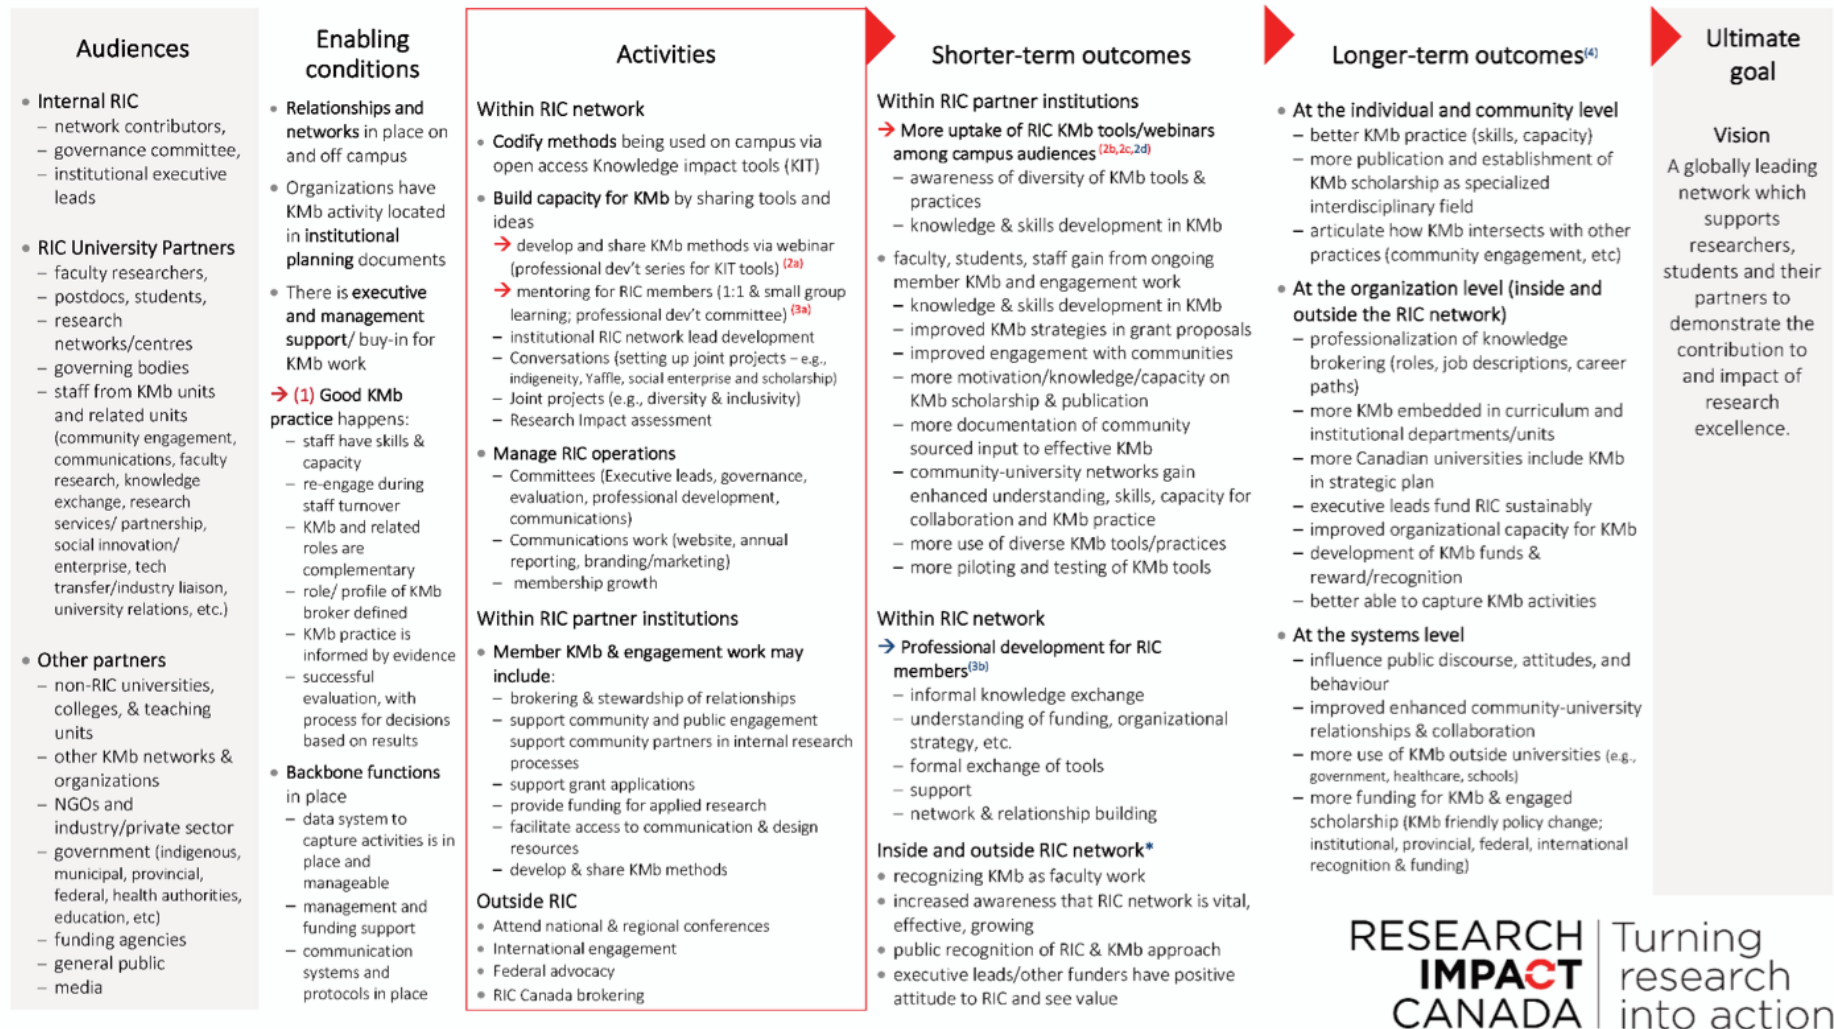 Audiences
• Internal RIC
– network contributors,
– governance committee,
– institutional executive
leads
• RIC University Partners
– faculty researchers,
– postdocs, students,
– research
networks/centres
– governing bodies
– staff from KMb units
and related units
(community engagement,
communications, faculty
research, knowledge
exchange, research
services/ partnership,
social innovation/
enterprise, tech
transfer/industry liaison,
university relations, etc.)
• Other partners
– non-RIC universities,
colleges, & teaching
units
– other KMb networks &
organizations
– NGOs and
industry/private sector
– government (indigenous,
municipal, provincial,
federal, health authorities,
education, etc)
– funding agencies
– general public
– media
Enabling
conditions
• Relationships and
networks in place on
and off campus
• Organizations have
KMb activity located
in institutional
planning documents
• There is executive
and management
support/ buy-in for
KMb work
→ (1) Good KMb
practice happens:
– staff have skills &
capacity
– re-engage during
staff turnover
– KMb and related
roles are
complementary
– role/ profile of KMb
broker defined
– KMb practice is
informed by evidence
– successful
evaluation, with
process for decisions
based on results
• Backbone functions
in place
– data system to
capture activities is in
place and
manageable
– management and
funding support
– communication
systems and
protocols in place
Activities
Within RIC network
• Codify methods being used on campus via
open access Knowledge impact tools (KIT)
• Build capacity for KMb by sharing tools and
ideas
→ develop and share KMb methods via webinar
(professional dev't series for KIT tools) (2a)
→ mentoring for RIC members (1:1 & small group
learning; professional dev't committee) (3a)
– institutional RIC network lead development
– Conversations (setting up joint projects – e.g.,
indigeneity, Yaffle, social enterprise and scholarship)
– Joint projects (e.g., diversity & inclusivity)
– Research Impact assessment
• Manage RIC operations
– Committees (Executive leads, governance,
evaluation, professional development,
communications)
– Communications work (website, annual
reporting, branding/marketing)
– membership growth
Within RIC partner institutions
• Member KMb & engagement work may
include:
– brokering & stewardship of relationships
– support community and public engagement
support community partners in internal research
processes
– support grant applications
– provide funding for applied research
– facilitate access to communication & design
resources
– develop & share KMb methods
Outside RIC
• Attend national & regional conferences
• International engagement
• Federal advocacy
• RIC Canada brokering
Shorter-term outcomes
Within RIC partner institutions
→ More uptake of RIC KMb tools/webinars
among campus audiences (2b,2c,2d)
– awareness of diversity of KMb tools &
practices
– knowledge & skills development in KMb
• faculty, students, staff gain from ongoing
member KMb and engagement work
– knowledge & skills development in KMb
– improved KMb strategies in grant proposals
– improved engagement with communities
– more motivation/knowledge/capacity on
KMb scholarship & publication
– more documentation of community
sourced input to effective KMb
– community-university networks gain
enhanced understanding, skills, capacity for
collaboration and KMb practice
– more use of diverse KMb tools/practices
– more piloting and testing of KMb tools
Within RIC network
→ Professional development for RIC
members(3b)
– informal knowledge exchange
– understanding of funding, organizational
strategy, etc.
– formal exchange of tools
– support
– network & relationship building
Inside and outside RIC network*
• recognizing KMb as faculty work
• increased awareness that RIC network is vital,
effective, growing
• public recognition of RIC & KMb approach
• executive leads/other funders have positive
attitude to RIC and see value
Longer-term outcomes(4)
• At the individual and community level
– better KMb practice (skills, capacity)
– more publication and establishment of
KMb scholarship as specialized
interdisciplinary field
– articulate how KMb intersects with other
practices (community engagement, etc)
• At the organization level (inside and
outside the RIC network)
– professionalization of knowledge
brokering (roles, job descriptions, career
paths)
– more KMb embedded in curriculum and
institutional departments/units
– more Canadian universities include KMb
in strategic plan
– executive leads fund RIC sustainably
– improved organizational capacity for KMb
– development of KMb funds &
reward/recognition
– better able to capture KMb activities
• At the systems level
– influence public discourse, attitudes, and
behaviour
– improved enhanced community-university
relationships & collaboration
– more use of KMb outside universities (e.g.,
government, healthcare, schools)
– more funding for KMb & engaged
scholarship (KMb friendly policy change;
institutional, provincial, federal, international
recognition & funding)
Ultimate
goal
Vision
A globally leading
network which
supports
researchers,
students and their
partners to
demonstrate the
contribution to
and impact of
research
excellence.
RESEARCH
IMPACT
CANADA
Turning
research
into action